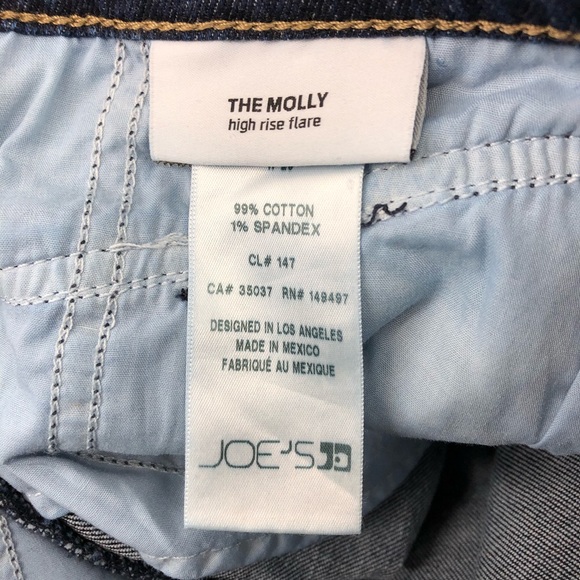 THE MOLLY
high rise flare
99% COTTON
1% SPANDEX
CL# 147
CA# 35037 RN# 149497
DESIGNED IN LOS ANGELES
MADE IN MEXICO
FABRIQUÉ AU MEXIQUE
JOE'S